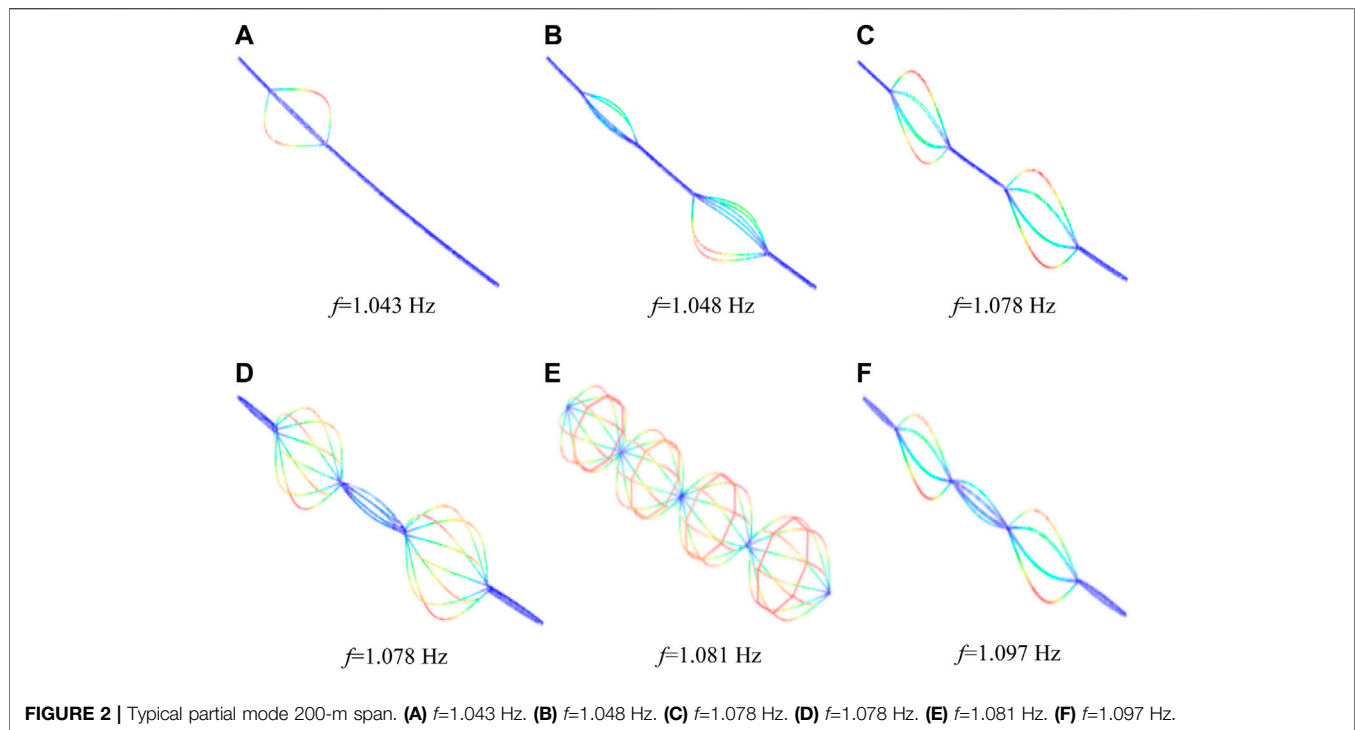 A
B
C
f=1.043 Hz
f=1.048 Hz
f=1.078 Hz
D
E
F
f=1.078 Hz
f=1.081 Hz
f=1.097 Hz
FIGURE 2 | Typical partial mode 200-m span. (A) f=1.043 Hz. (B) f=1.048 Hz. (C) f=1.078 Hz. (D) f=1.078 Hz. (E) f=1.081 Hz. (F) f=1.097 Hz.